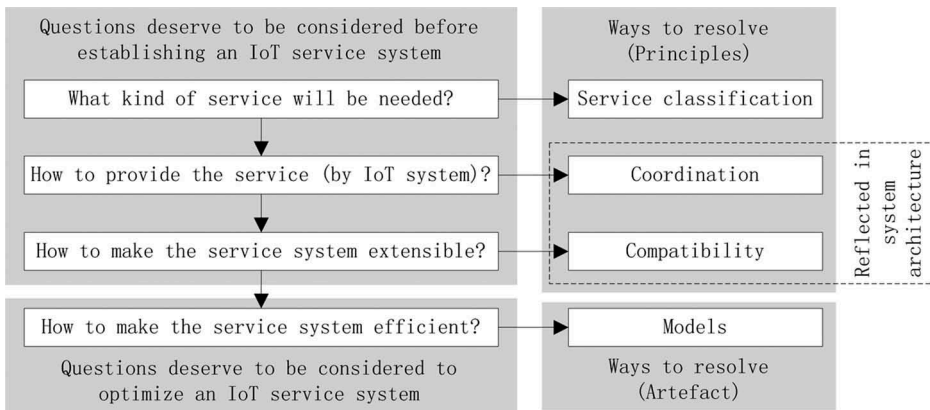 Questions deserve to be considered before
establishing an IoT service system
Ways to resolve
(Principles)
What kind of service will be needed?
Service classification
How to provide the service (by IoT system)?
Coordination
How to make the service system extensible?
Compatibility
Reflected in
system
architecture
How to make the service system efficient?
Models
Questions deserve to be considered to
optimize an IoT service system
Ways to resolve
(Artefact)